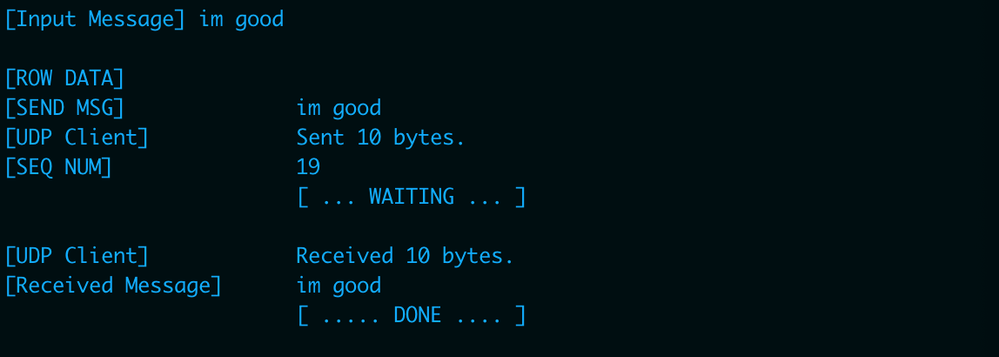 [Input Message] im good
[ROW DATA]
[SEND MSG] im good
[UDP Client] Sent 10 bytes.
[SEQ NUM] 19
[ ... WAITING ... ]
[UDP Client] Received 10 bytes.
[Received Message] im good
[ ..... DONE .... ]